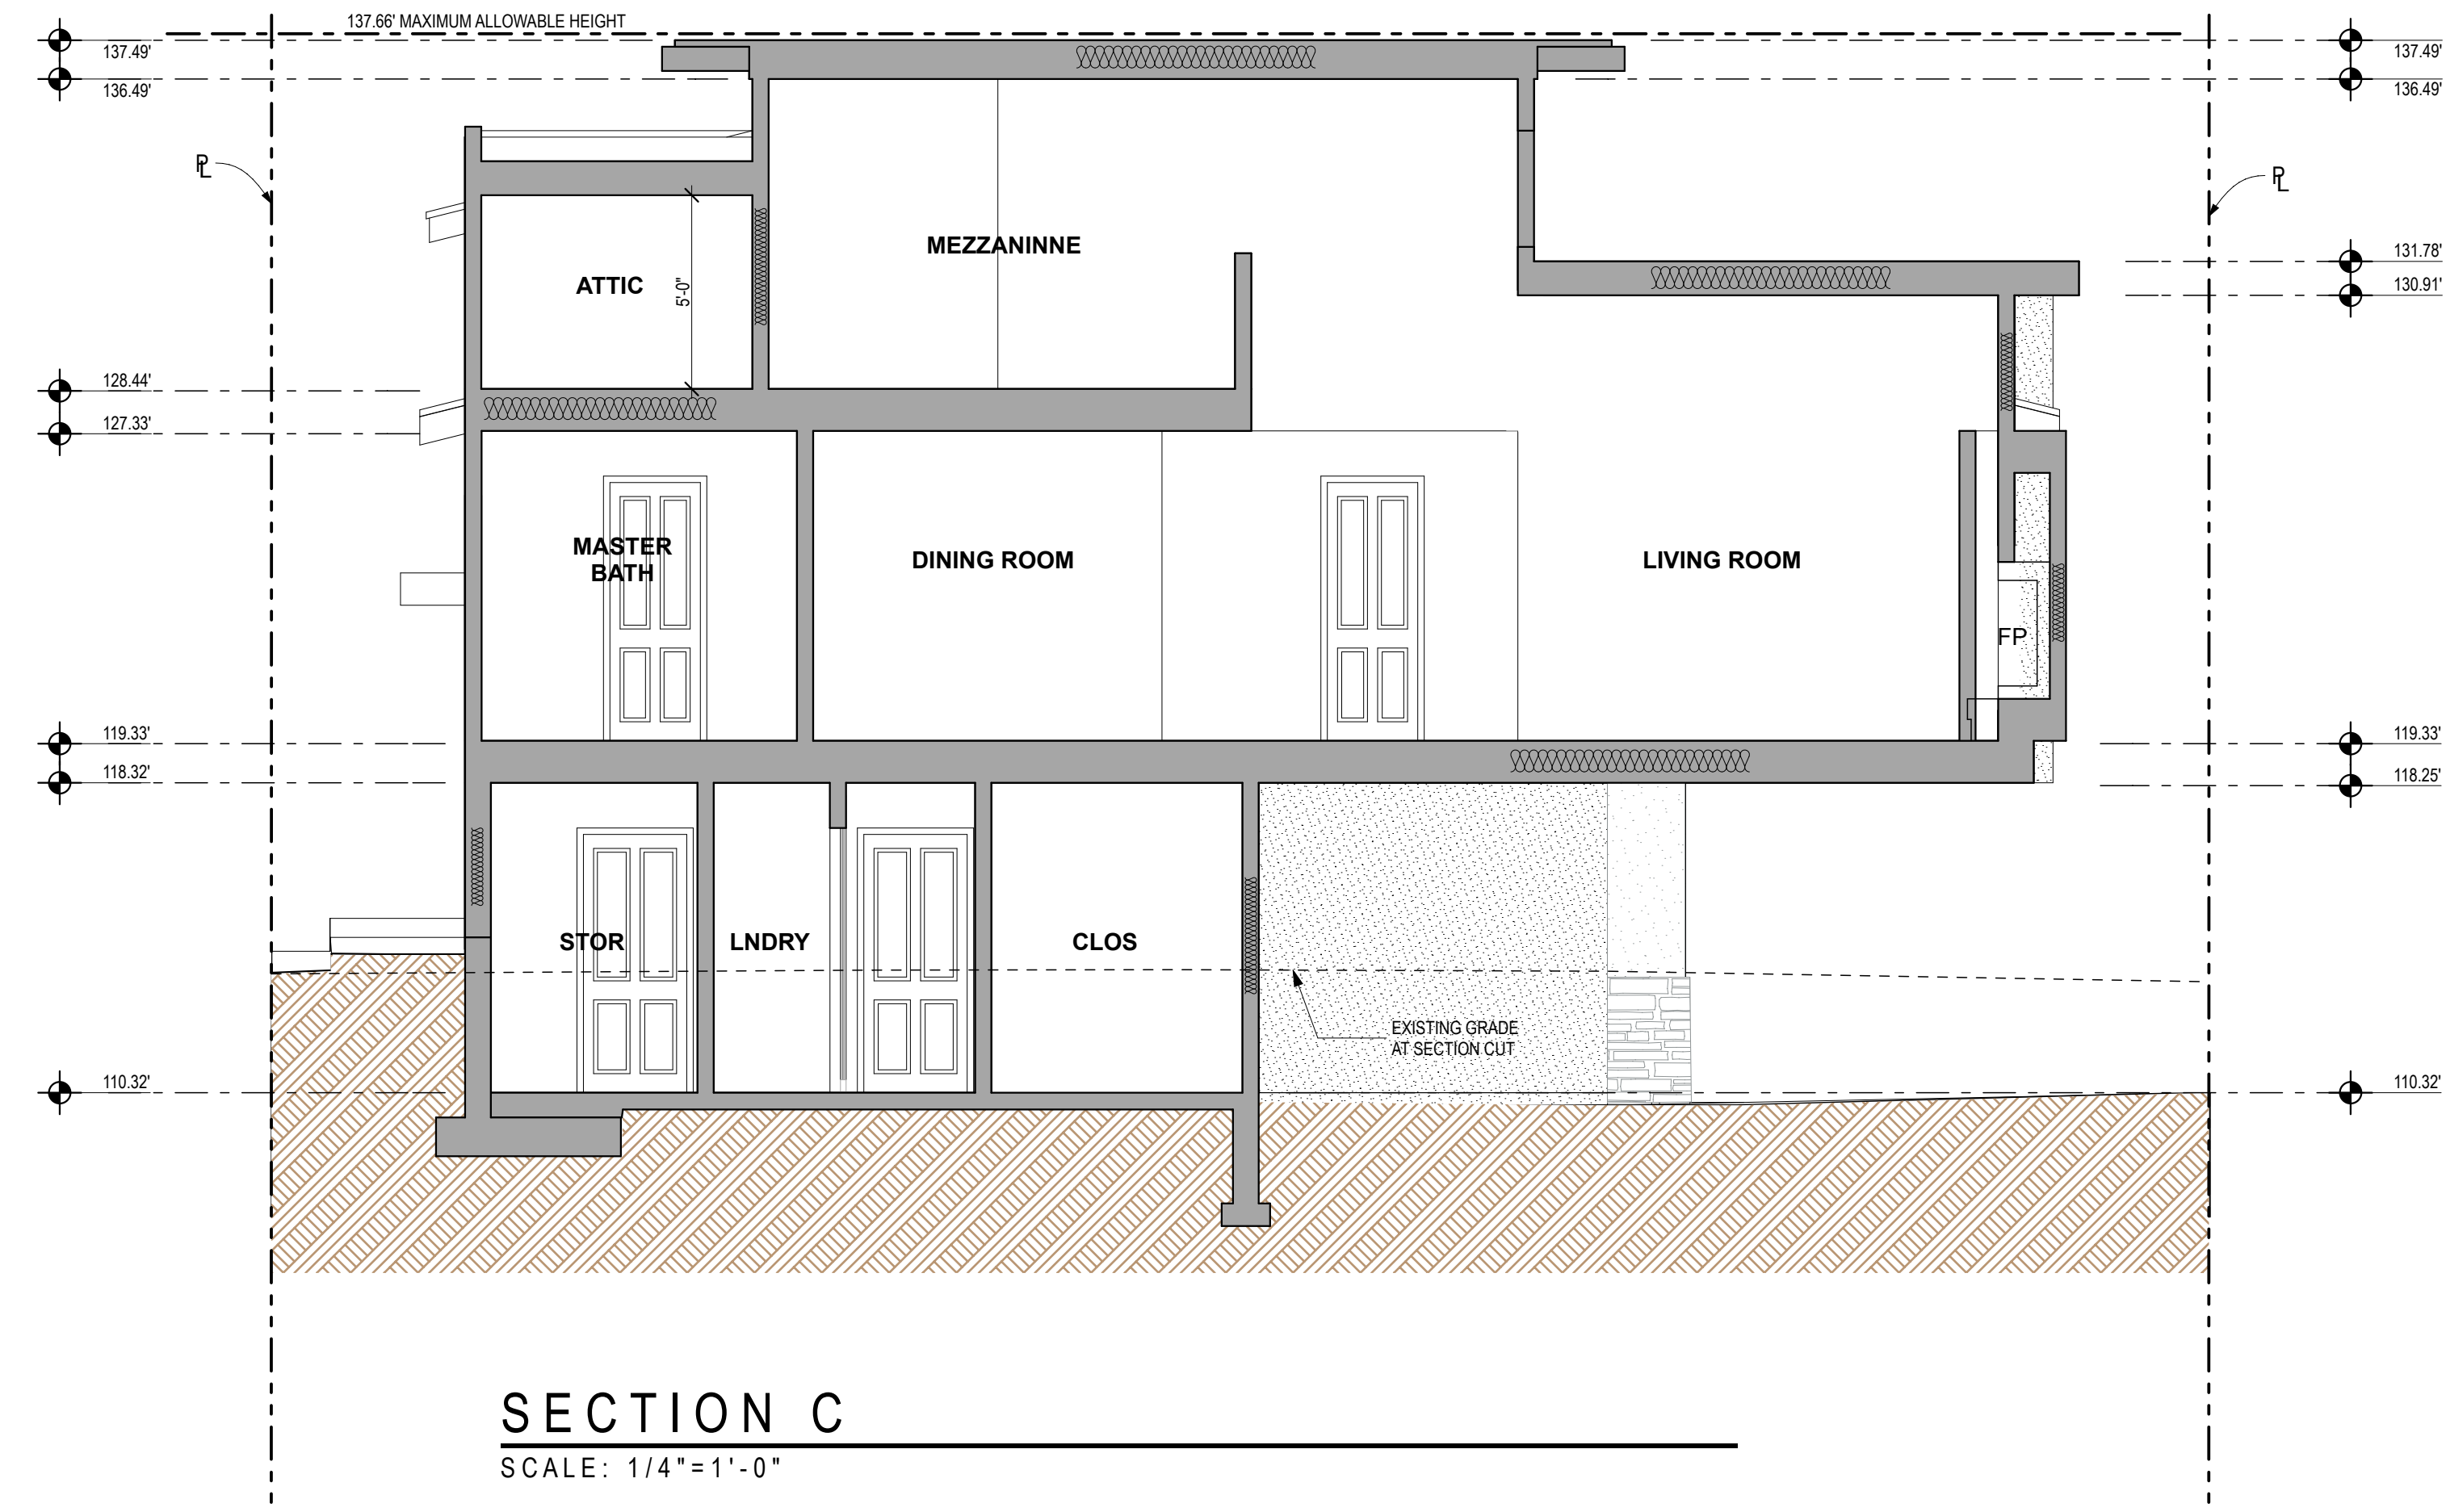 137.66' MAXIMUM ALLOWABLE HEIGHT
137.49'
137.49'
136.49'
136.49'
PL
PL
MEZZANINNE
131.78'
ATTIC
5'-0"
130.91'
128.44'
127.33'
MASTER
BATH
DINING ROOM
LIVING ROOM
FP
119.33'
119.33'
118.32'
118.25'
STOR
LNDRY
CLOS
EXISTING GRADE
AT SECTION CUT
110.32'
110.32'
SECTION C
SCALE: 1/4"=1'-0"